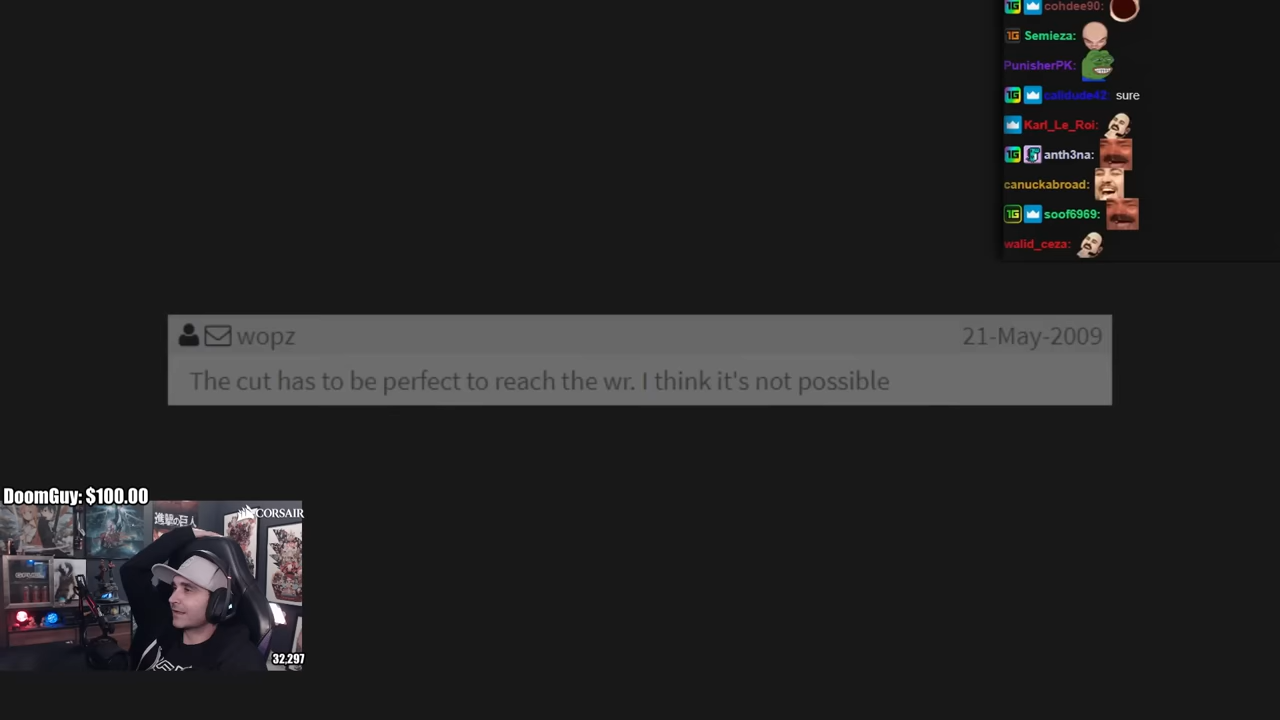 cohdee90:
Semieza:
PunisherPK:
calldude42: sure
Karl_Le_Roi:
anth3na:
canuckabroad:
soof6969:
walid_ceza:
wopz 21-May-2009
The cut has to be perfect to reach the wr. I think it's not possible
DoomGuy: $100.00
進撃の巨人
CORSAIR
32,297